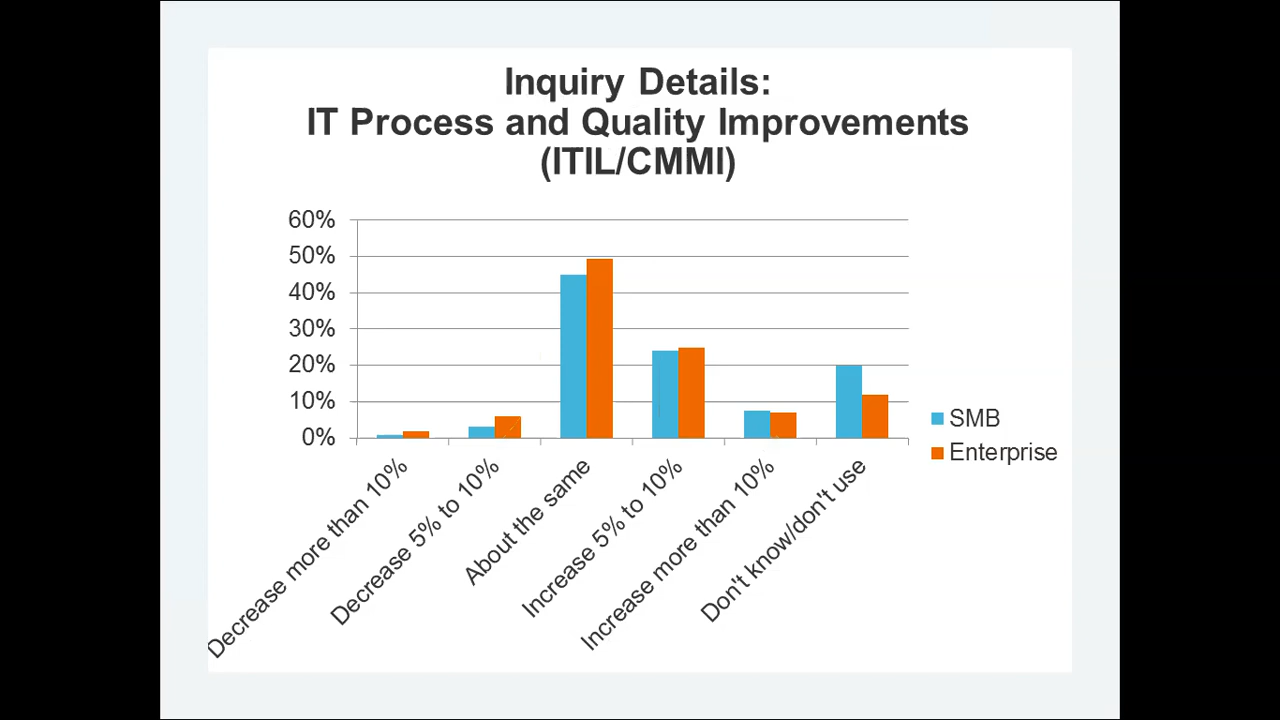 Inquiry Details:
IT Process and Quality Improvements
(ITIL/CMMI)
60%
50%
40%
30%
20%
10%
0%
SMB
Enterprise
Decrease more than 10%
Decrease 5% to 10%
About the same
Increase 5% to 10%
Increase more than 10%
Don't know/don't use